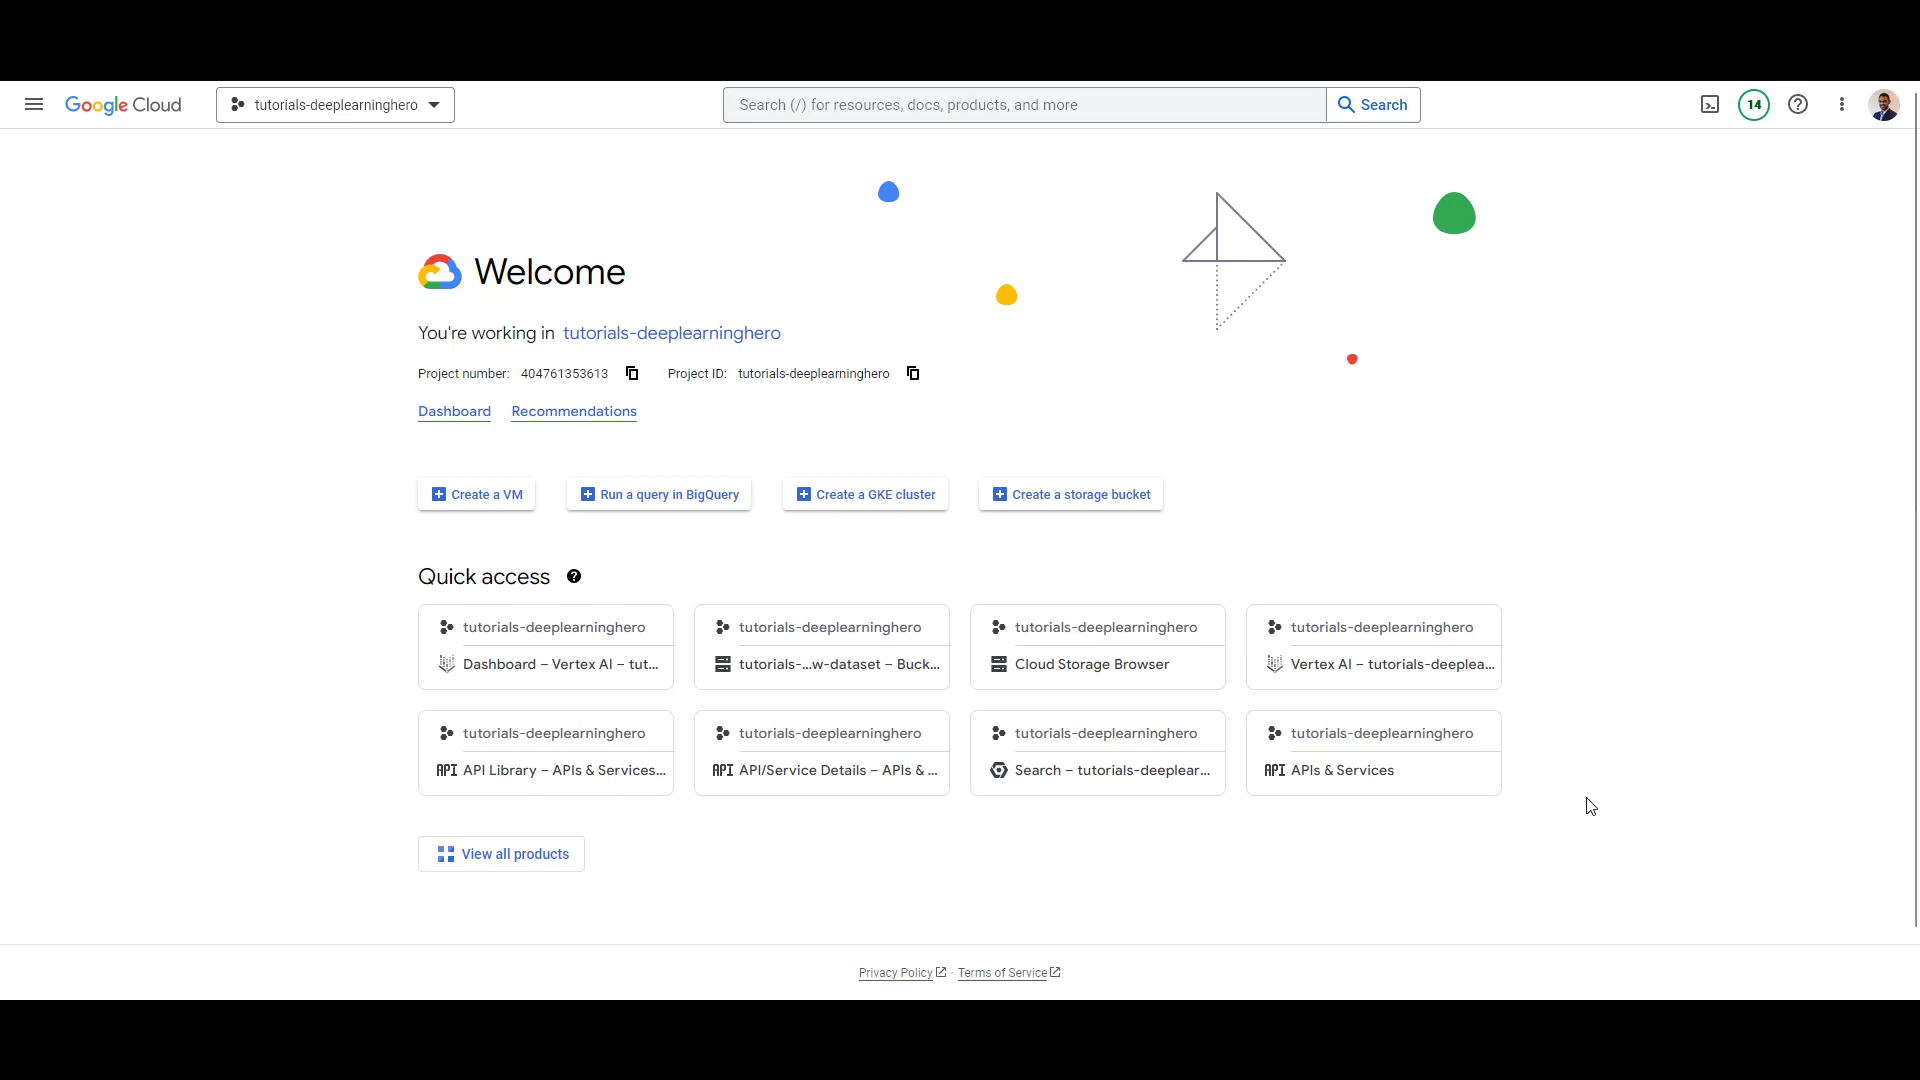 Google Cloud
tutorials-deeplearninghero
Search (/) for resources, docs, products, and more
Search
14
Welcome
You're working in tutorials-deeplearninghero
Project number: 404761353613 Project ID: tutorials-deeplearninghero
Dashboard Recommendations
Create a VM
Run a query in BigQuery
Create a GKE cluster
Create a storage bucket
Quick access
tutorials-deeplearninghero
Dashboard – Vertex AI – tut...
tutorials-deeplearninghero
tutorials-...w-dataset – Buck...
tutorials-deeplearninghero
Cloud Storage Browser
tutorials-deeplearninghero
Vertex AI – tutorials-deeplea...
tutorials-deeplearninghero
API API Library – APIs & Services...
tutorials-deeplearninghero
API API/Service Details – APIs & ...
tutorials-deeplearninghero
Search – tutorials-deeplear...
tutorials-deeplearninghero
API APIs & Services
View all products
Privacy Policy · Terms of Service